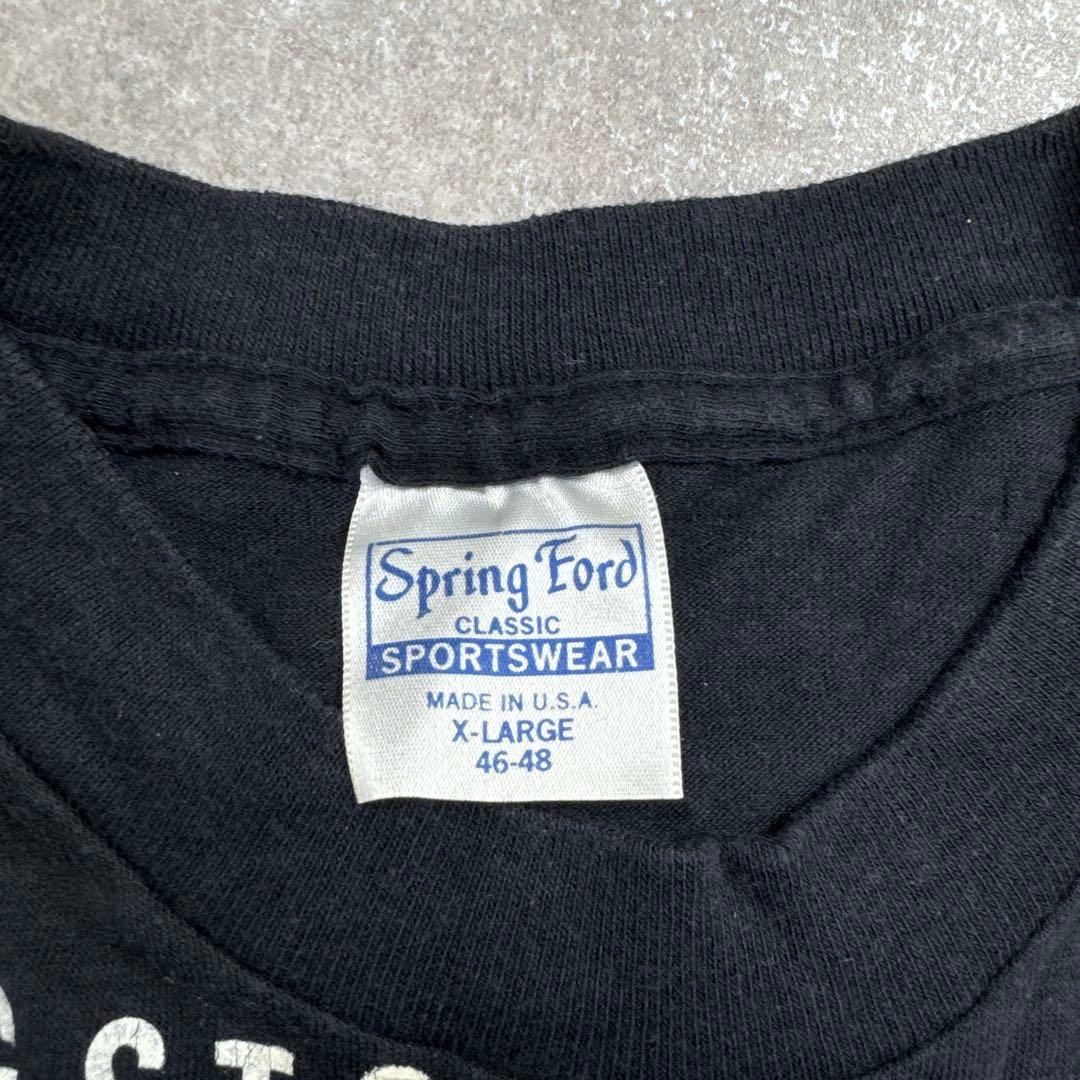 Spring Ford
CLASSIC
SPORTSWEAR
MADE IN U.S.A.
X-LARGE
46-48